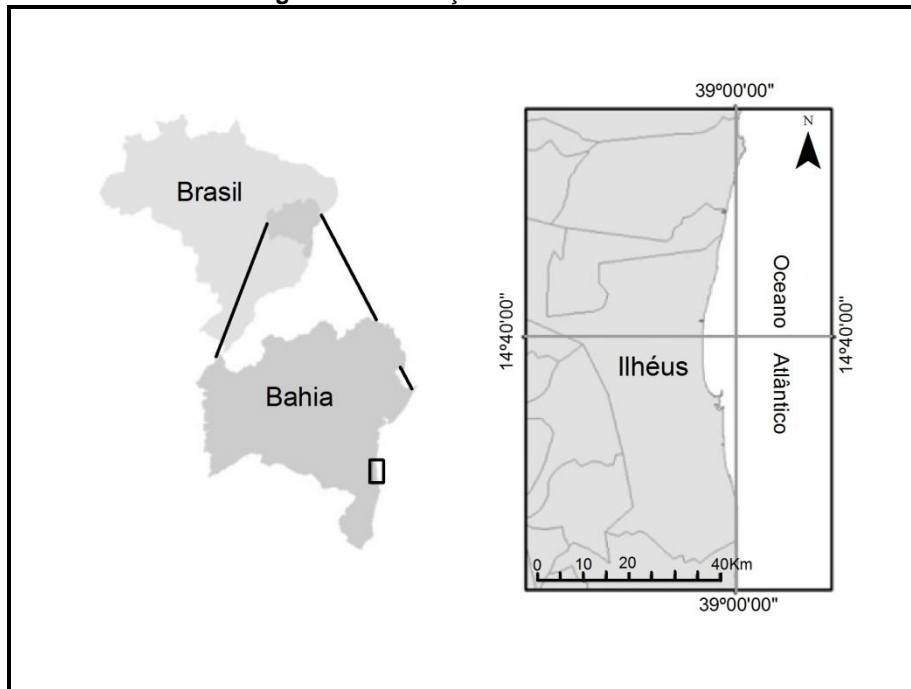 Brasil
Bahia
39º00'00"
N
14º40'00"
Oceano
Atlântico
14º40'00"
Ilhéus
0 10 20 40Km
39º00'00"